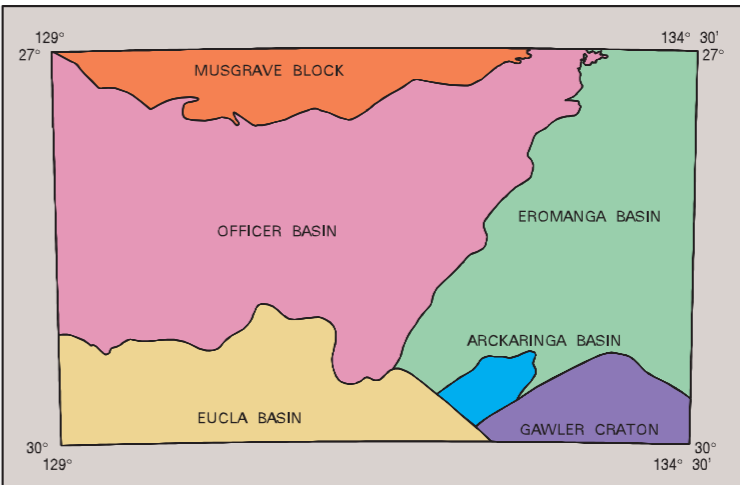 129°
134° 30'
27°
27°
MUSGRAVE BLOCK
EROMANGA BASIN
OFFICER BASIN
ARCKARINGA BASIN
EUCLA BASIN
GAWLER CRATON
30°
30°
129°
134° 30'